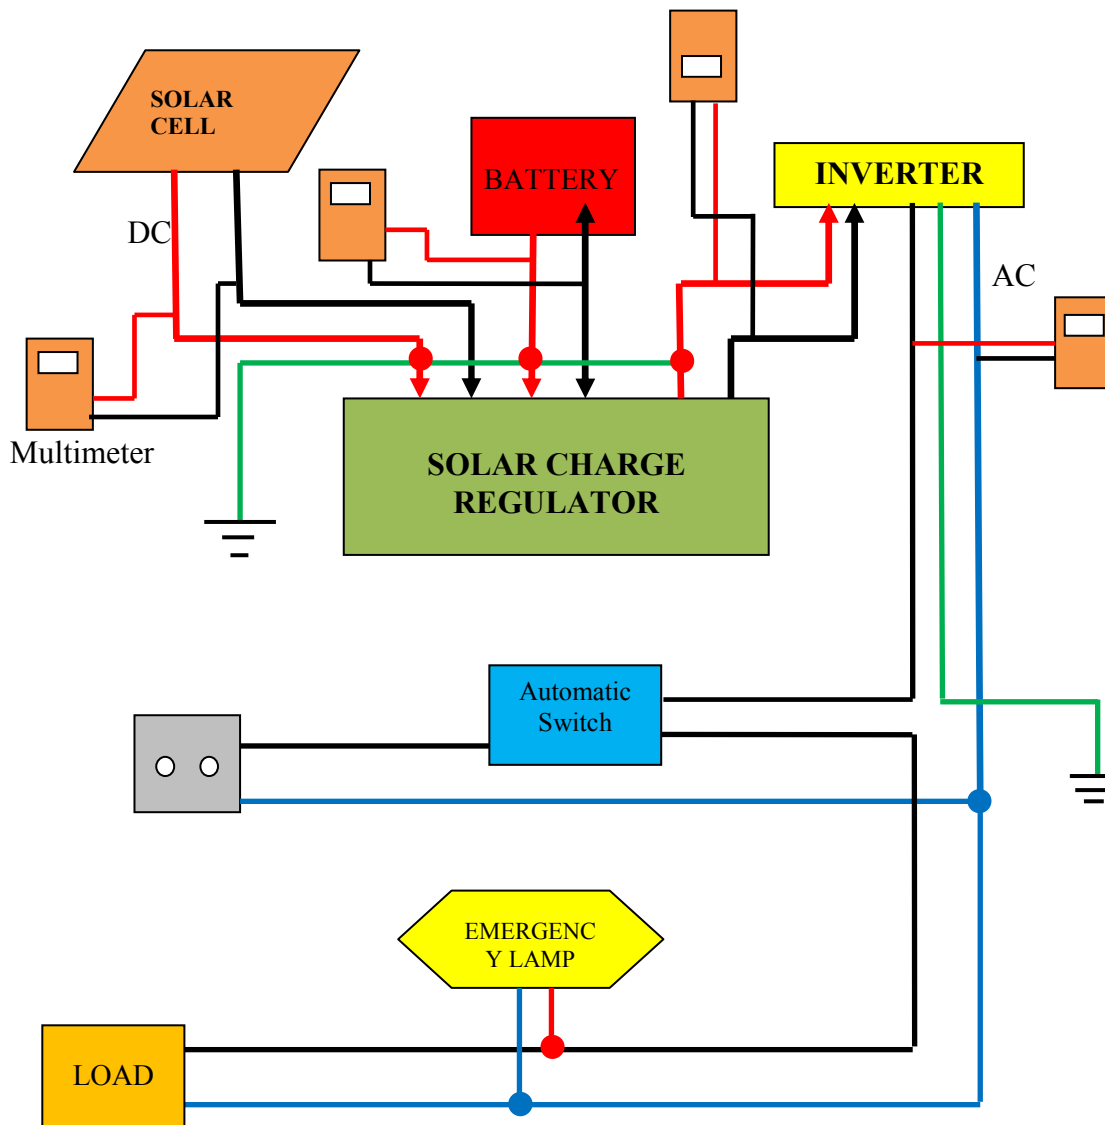 SOLAR
CELL
BATTERY
INVERTER
DC
AC
Multimeter
SOLAR CHARGE
REGULATOR
Automatic
Switch
EMERGENC
Y LAMP
LOAD